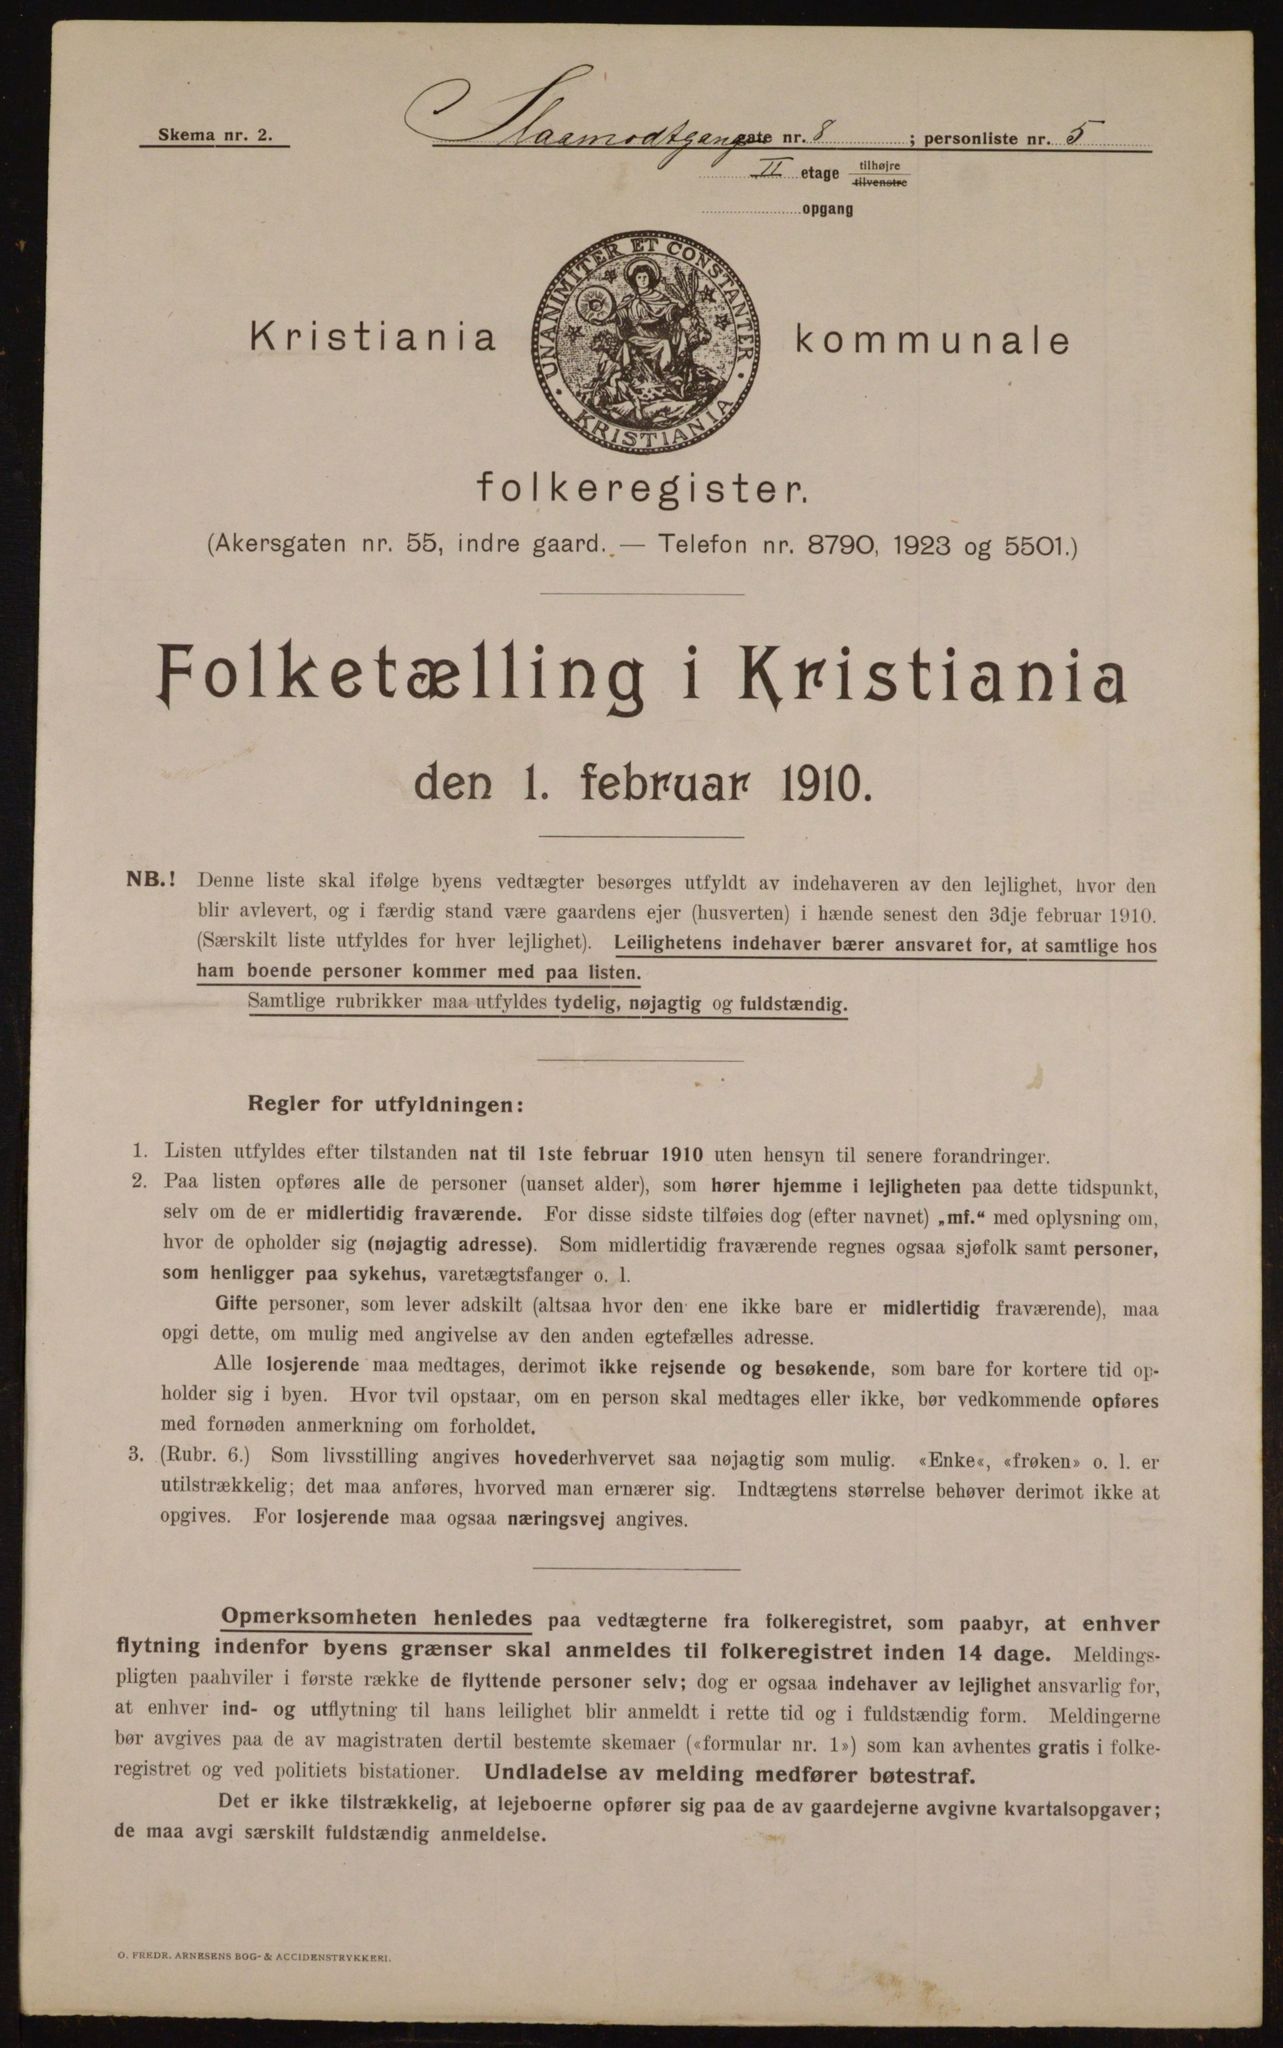 Skema nr. 2.
Slaamodtgang gate nr. 8 ; personliste nr. 5
II etage tilhøjre
tilvenstre
opgang
UNANIMITER ET CONSTANTER
KRISTIANIA
Kristiania kommunale
folkeregister.
(Akersgaten nr. 55, indre gaard. — Telefon nr. 8790, 1923 og 5501.)
Folketælling i Kristiania
den 1. februar 1910.
NB.! Denne liste skal ifølge byens vedtægter besørges utfyldt av indehaveren av den lejlighet, hvor den
blir avlevert, og i færdig stand være gaardens ejer (husverten) i hænde senest den 3dje februar 1910.
(Særskilt liste utfyldes for hver lejlighet). Leilighetens indehaver bærer ansvaret for, at samtlige hos
ham boende personer kommer med paa listen.
Samtlige rubrikker maa utfyldes tydelig, nøjagtig og fuldstændig.
Regler for utfyldningen:
1. Listen utfyldes efter tilstanden nat til 1ste februar 1910 uten hensyn til senere forandringer.
2. Paa listen opføres alle de personer (uanset alder), som hører hjemme i lejligheten paa dette tidspunkt,
selv om de er midlertidig fraværende. For disse sidste tilføies dog (efter navnet) „mf.“ med oplysning om,
hvor de opholder sig (nøjagtig adresse). Som midlertidig fraværende regnes ogsaa sjøfolk samt personer,
som henligger paa sykehus, varetægtsfanger o. l.
Gifte personer, som lever adskilt (altsaa hvor den ene ikke bare er midlertidig fraværende), maa
opgi dette, om mulig med angivelse av den anden egtefælles adresse.
Alle losjerende maa medtages, derimot ikke rejsende og besøkende, som bare for kortere tid op-
holder sig i byen. Hvor tvil opstaar, om en person skal medtages eller ikke, bør vedkommende opføres
med fornøden anmerkning om forholdet.
3. (Rubr. 6.) Som livsstilling angives hovederhvervet saa nøjagtig som mulig. «Enke«, «frøken» o. l. er
utilstrækkelig; det maa anføres, hvorved man ernærer sig. Indtægtens størrelse behøver derimot ikke at
opgives. For losjerende maa ogsaa næringsvej angives.
Opmerksomheten henledes paa vedtægterne fra folkeregistret, som paabyr, at enhver
flytning indenfor byens grænser skal anmeldes til folkeregistret inden 14 dage. Meldings-
pligten paahviler i første række de flyttende personer selv; dog er ogsaa indehaver av lejlighet ansvarlig for,
at enhver ind- og utflytning til hans leilighet blir anmeldt i rette tid og i fuldstændig form. Meldingerne
bør avgives paa de av magistraten dertil bestemte skemaer («formular nr. 1») som kan avhentes gratis i folke-
registret og ved politiets bistationer. Undladelse av melding medfører bøtestraf.
Det er ikke tilstrækkelig, at lejeboerne opfører sig paa de av gaardejerne avgivne kvartalsopgaver;
de maa avgi særskilt fuldstændig anmeldelse.
O. FREDR. ARNESENS BOG- & ACCIDENSTRYKKERI.